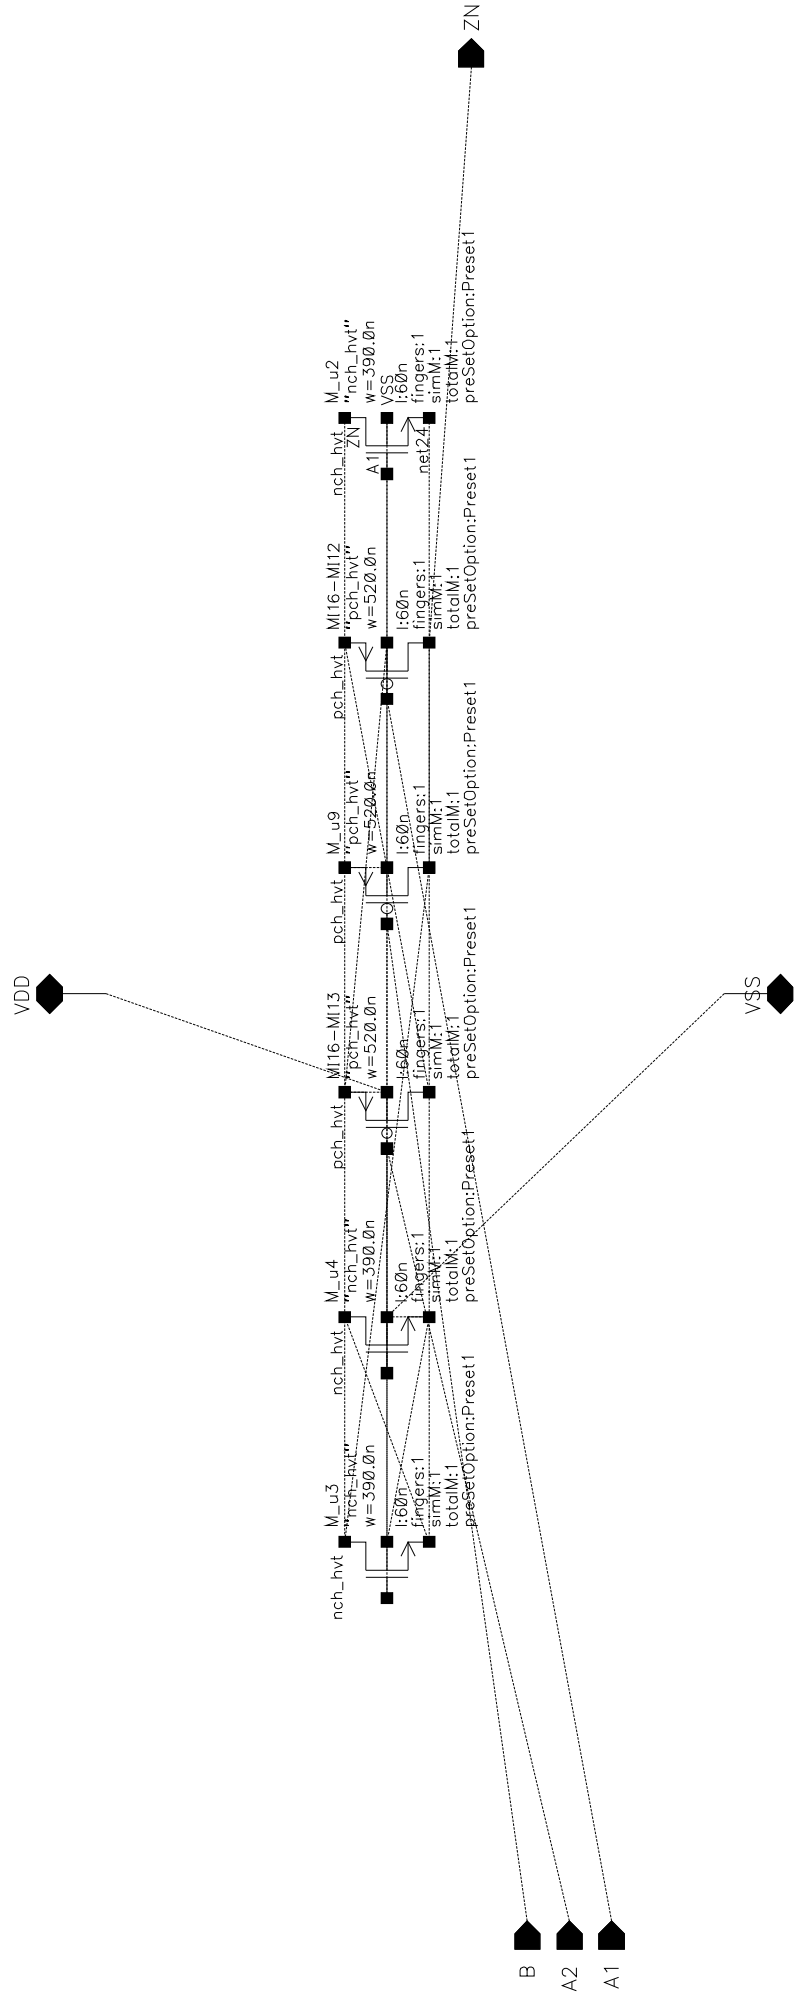 ZN
M_u2
"nch_hvt"
w=390.0n
VSS
l:60n
fingers:1
simM:1
totalM:1
preSetOption:Preset1
nch_hvt
ZN
A1
net24
MI16-MI12
"pch_hvt"
w=520.0n
l:60n
fingers:1
simM:1
totalM:1
preSetOption:Preset1
pch_hvt
M_u9
"pch_hvt"
w=520.0n
l:60n
fingers:1
simM:1
totalM:1
preSetOption:Preset1
pch_hvt
VDD
VSS
MI16-MI13
"pch_hvt"
w=520.0n
l:60n
fingers:1
simM:1
totalM:1
preSetOption:Preset1
pch_hvt
M_u4
"nch_hvt"
w=390.0n
l:60n
fingers:1
simM:1
totalM:1
preSetOption:Preset1
nch_hvt
M_u3
"nch_hvt"
w=390.0n
l:60n
fingers:1
simM:1
totalM:1
preSetOption:Preset1
nch_hvt
B
A2
A1